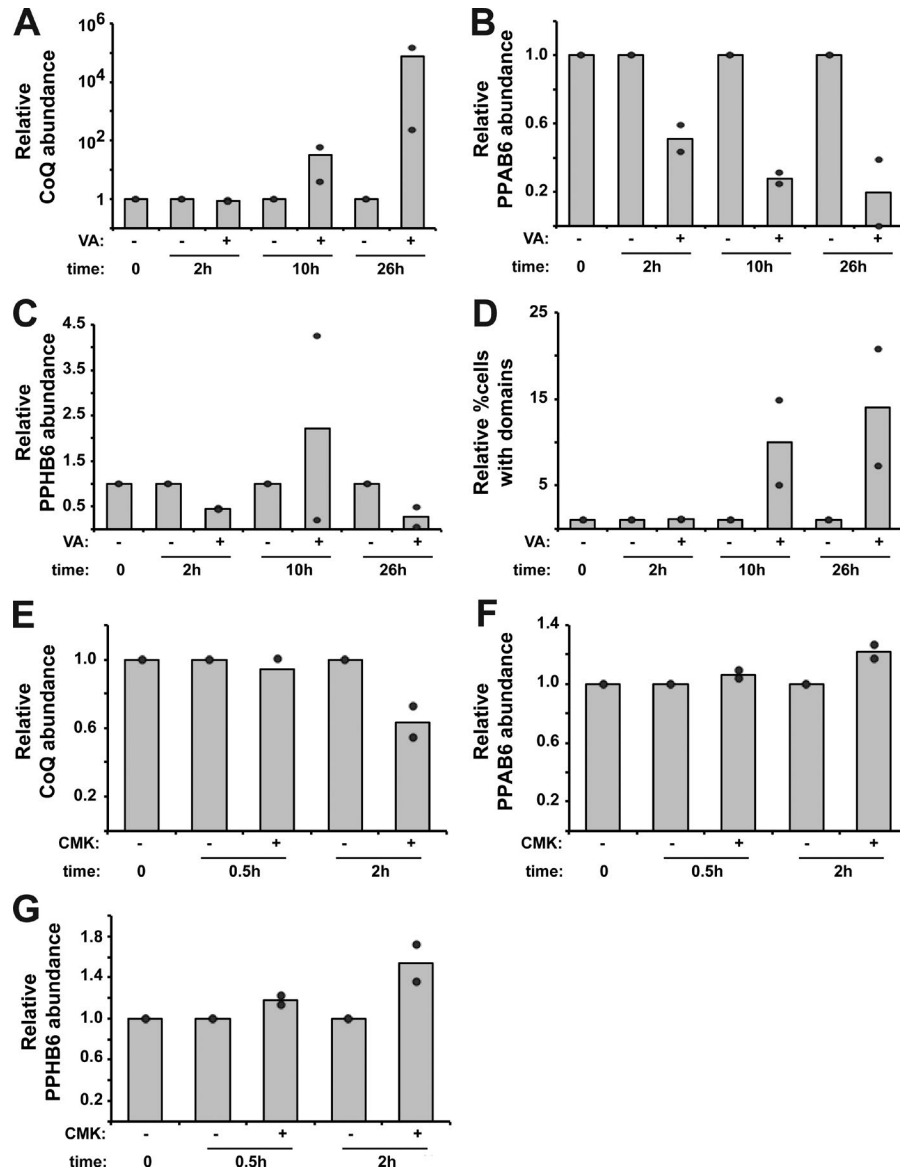 A
Relative
CoQ abundance
10⁶
10⁴
10²
1
VA: - - + - + - +
time: 0 2h 10h 26h
B
Relative
PPAB6 abundance
1.0
0.6
0.2
VA: - - + - + - +
time: 0 2h 10h 26h
C
Relative
PPHB6 abundance
4.5
3.5
2.5
1.5
0.5
VA: - - + - + - +
time: 0 2h 10h 26h
D
Relative %cells
with domains
25
15
5
VA: - - + - + - +
time: 0 2h 10h 26h
E
Relative
CoQ abundance
1.0
0.6
0.2
CMK: - - + - +
time: 0 0.5h 2h
F
Relative
PPAB6 abundance
1.4
1.0
0.6
0.2
CMK: - - + - +
time: 0 0.5h 2h
G
Relative
PPHB6 abundance
1.8
1.4
1.0
0.6
0.2
CMK: - - + - +
time: 0 0.5h 2h